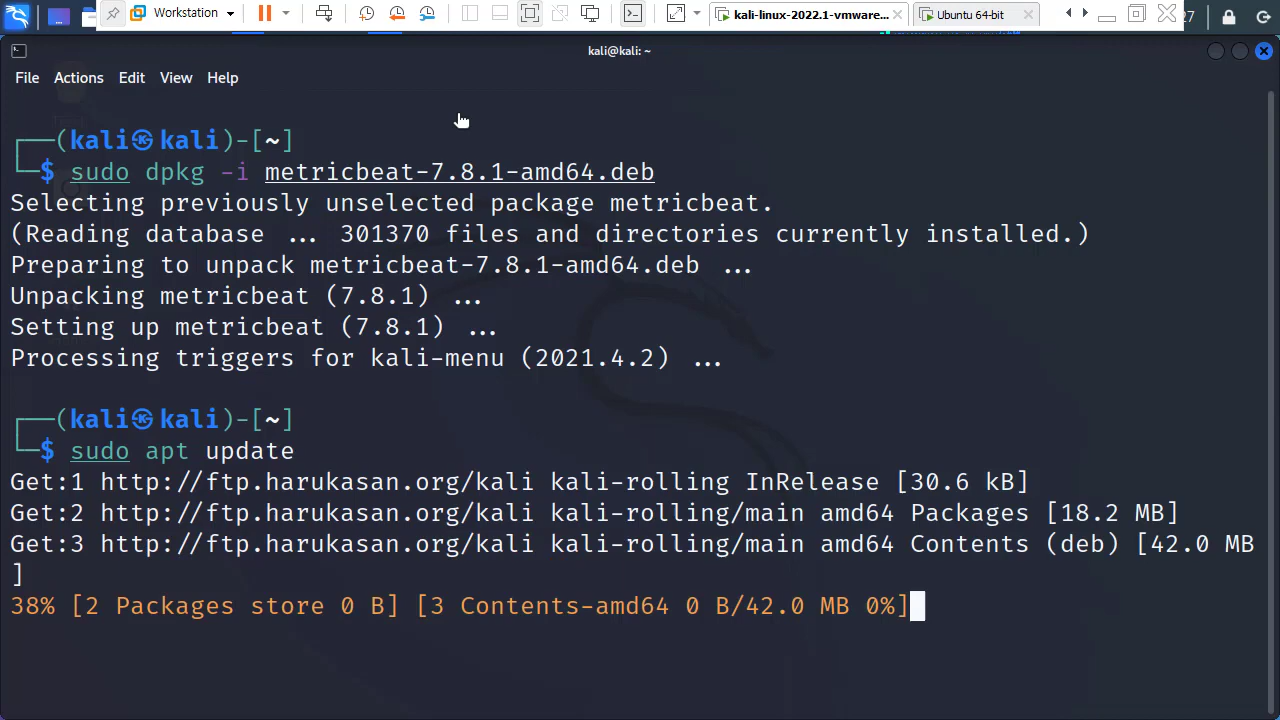 Workstation
kali-linux-2022.1-vmware...
Ubuntu 64-bit
27
kali@kali: ~
File Actions Edit View Help
┌──(kali㉿kali)-[~]
└─$ sudo dpkg -i metricbeat-7.8.1-amd64.deb
Selecting previously unselected package metricbeat.
(Reading database ... 301370 files and directories currently installed.)
Preparing to unpack metricbeat-7.8.1-amd64.deb ...
Unpacking metricbeat (7.8.1) ...
Setting up metricbeat (7.8.1) ...
Processing triggers for kali-menu (2021.4.2) ...
┌──(kali㉿kali)-[~]
└─$ sudo apt update
Get:1 http://ftp.harukasan.org/kali kali-rolling InRelease [30.6 kB]
Get:2 http://ftp.harukasan.org/kali kali-rolling/main amd64 Packages [18.2 MB]
Get:3 http://ftp.harukasan.org/kali kali-rolling/main amd64 Contents (deb) [42.0 MB
]
38% [2 Packages store 0 B] [3 Contents-amd64 0 B/42.0 MB 0%]